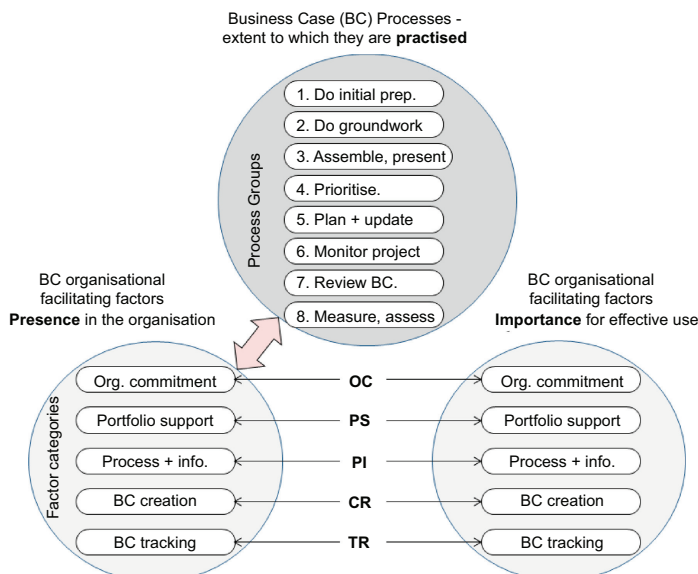 Business Case (BC) Processes -
extent to which they are practised
Process Groups
1. Do initial prep.
2. Do groundwork
3. Assemble, present
4. Prioritise.
5. Plan + update
6. Monitor project
7. Review BC.
8. Measure, assess
BC organisational
facilitating factors
Presence in the organisation
BC organisational
facilitating factors
Importance for effective use
Factor categories
Org. commitment
OC
Org. commitment
Portfolio support
PS
Portfolio support
Process + info.
PI
Process + info.
BC creation
CR
BC creation
BC tracking
TR
BC tracking